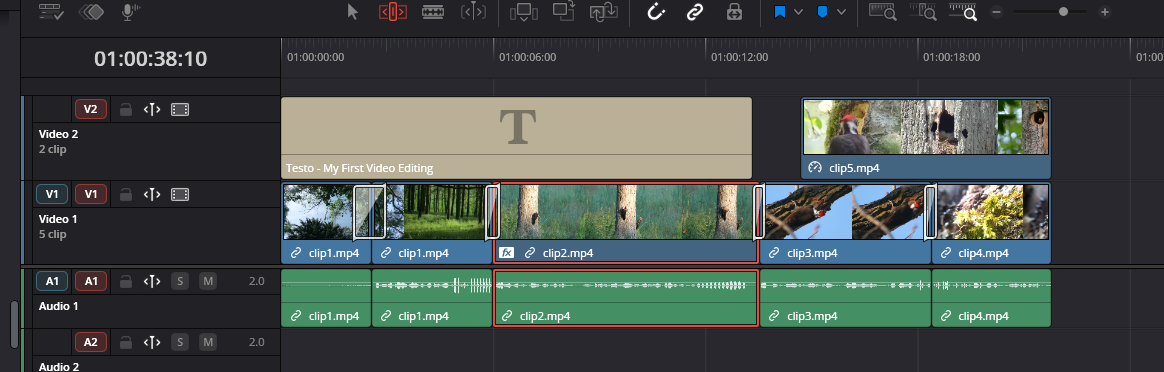 01:00:38:10
01:00:00:00
01:00:06:00
01:00:12:00
01:00:18:00
V2
Video 2
2 clip
T
Testo - My First Video Editing
clip5.mp4
V1
V1
Video 1
5 clip
clip1.mp4
clip1.mp4
fx
clip2.mp4
clip3.mp4
clip4.mp4
A1
A1
S
M
2.0
Audio 1
clip1.mp4
clip1.mp4
clip2.mp4
clip3.mp4
clip4.mp4
A2
S
M
2.0
Audio 2